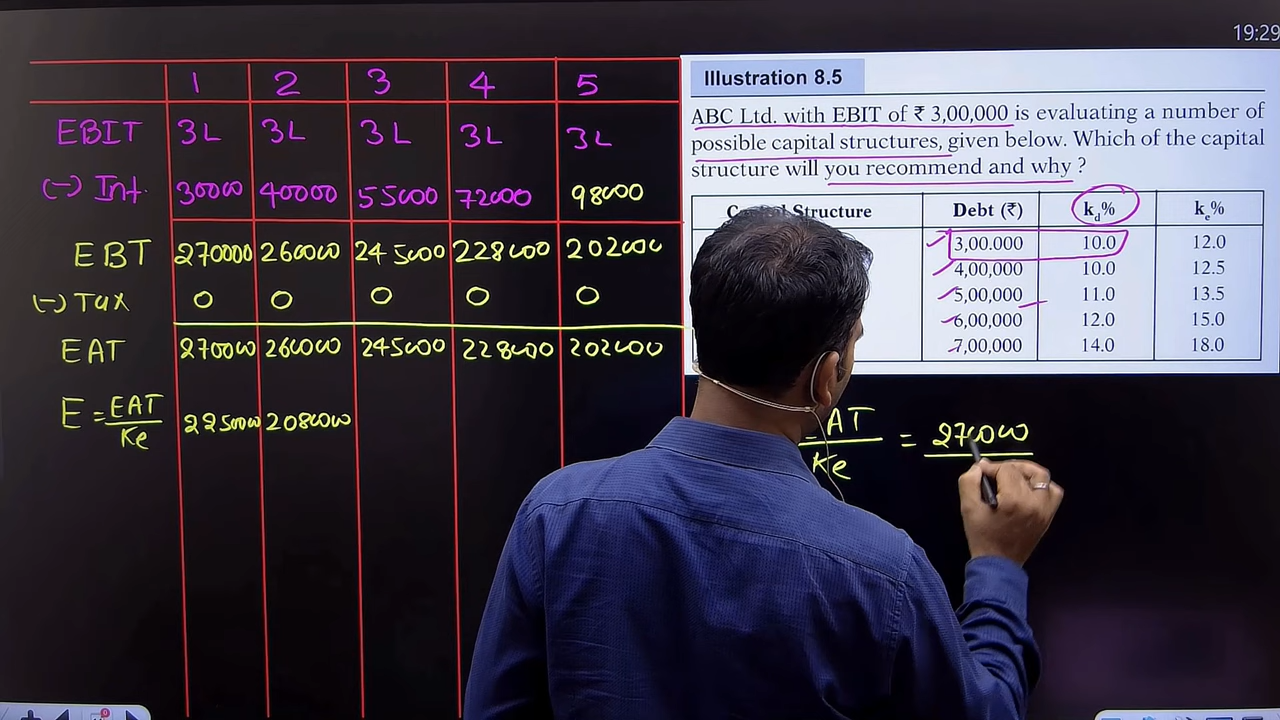 19:29
1 2 3 4 5
EBIT 3L 3L 3L 3L 3L
(-) Int. 30000 40000 55000 72000 98000
EBT 270000 260000 245000 228000 202000
(-) Tax 0 0 0 0 0
EAT 270000 260000 245000 228000 202000
E = EAT/Ke 225000 2080000
Illustration 8.5
ABC Ltd. with EBIT of ₹ 3,00,000 is evaluating a number of
possible capital structures, given below. Which of the capital
structure will you recommend and why ?
Structure Debt (₹) kd% ke%
3,00.000 10.0 12.0
4,00,000 10.0 12.5
5,00,000 11.0 13.5
6,00,000 12.0 15.0
7,00,000 14.0 18.0
AT/Ke = 270000